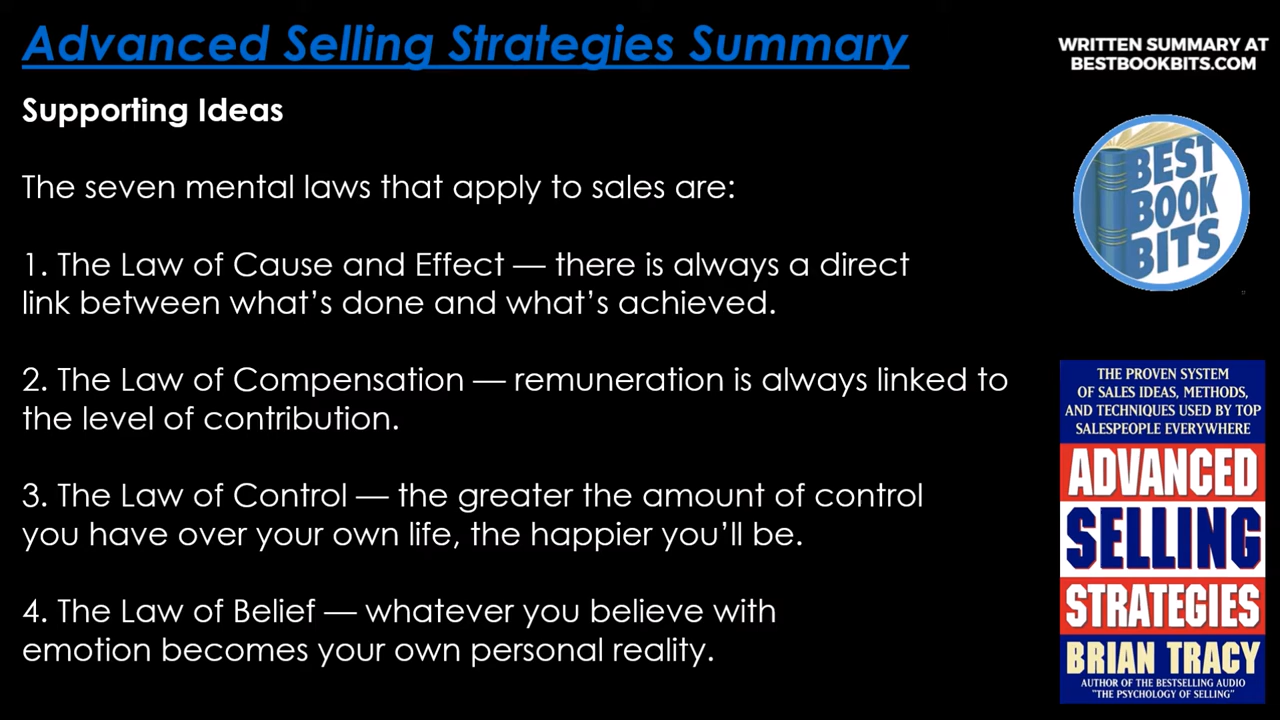 Advanced Selling Strategies Summary
WRITTEN SUMMARY AT
BESTBOOKBITS.COM
Supporting Ideas
The seven mental laws that apply to sales are:
1. The Law of Cause and Effect — there is always a direct
link between what's done and what's achieved.
2. The Law of Compensation — remuneration is always linked to
the level of contribution.
3. The Law of Control — the greater the amount of control
you have over your own life, the happier you'll be.
4. The Law of Belief — whatever you believe with
emotion becomes your own personal reality.
BEST
BOOK
BITS
THE PROVEN SYSTEM
OF SALES IDEAS, METHODS,
AND TECHNIQUES USED BY TOP
SALESPEOPLE EVERYWHERE
ADVANCED
SELLING
STRATEGIES
BRIAN TRACY
AUTHOR OF THE BESTSELLING AUDIO
"THE PSYCHOLOGY OF SELLING"